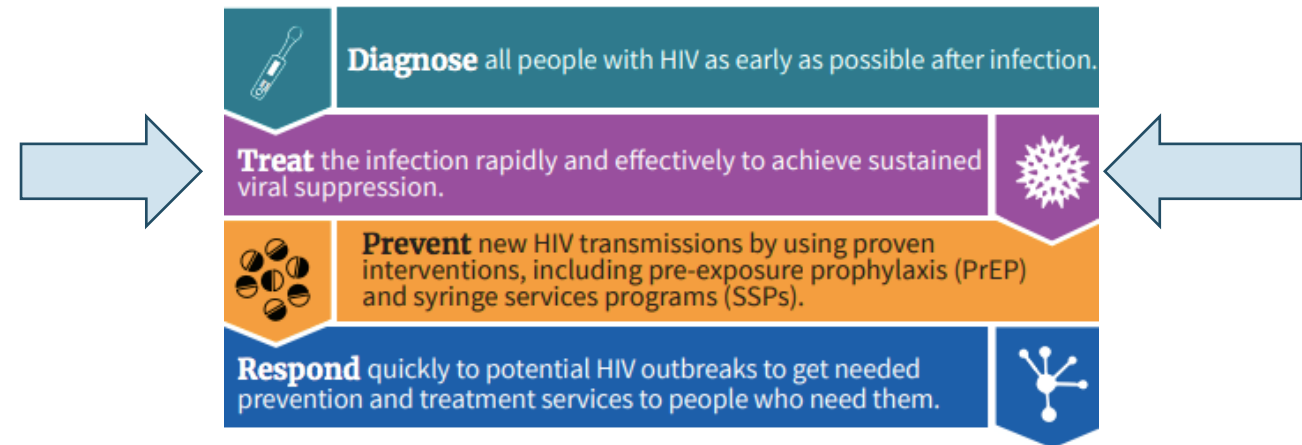 Diagnose all people with HIV as early as possible after infection.
Treat the infection rapidly and effectively to achieve sustained
viral suppression.
Prevent new HIV transmissions by using proven
interventions, including pre-exposure prophylaxis (PrEP)
and syringe services programs (SSPs).
Respond quickly to potential HIV outbreaks to get needed
prevention and treatment services to people who need them.